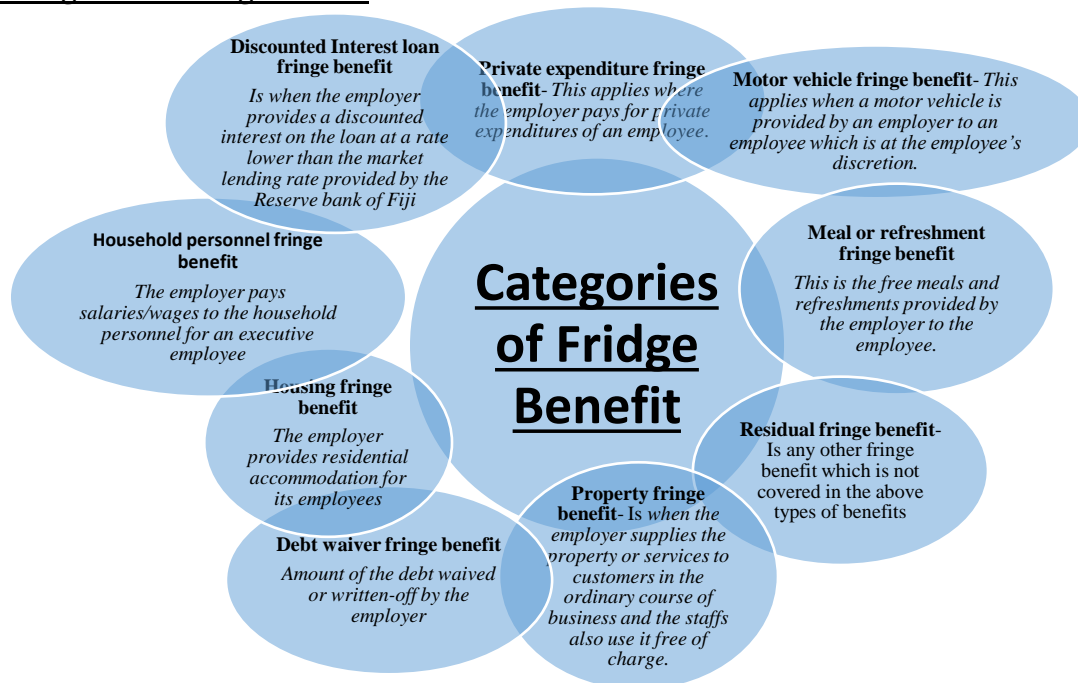 Discounted Interest loan
fringe benefit
Is when the employer
provides a discounted
interest on the loan at a rate
lower than the market
lending rate provided by the
Reserve bank of Fiji
Private expenditure fringe
benefit- This applies where
the employer pays for private
expenditures of an employee.
Motor vehicle fringe benefit- This
applies when a motor vehicle is
provided by an employer to an
employee which is at the employee’s
discretion.
Meal or refreshment
fringe benefit
This is the free meals and
refreshments provided by
the employer to the
employee.
Residual fringe benefit-
Is any other fringe
benefit which is not
covered in the above
types of benefits
Property fringe
benefit- Is when the
employer supplies the
property or services to
customers in the
ordinary course of
business and the staffs
also use it free of
charge.
Debt waiver fringe benefit
Amount of the debt waived
or written-off by the
employer
Housing fringe
benefit
The employer
provides residential
accommodation for
its employees
Household personnel fringe
benefit
The employer pays
salaries/wages to the household
personnel for an executive
employee
Categories
of Fridge
Benefit